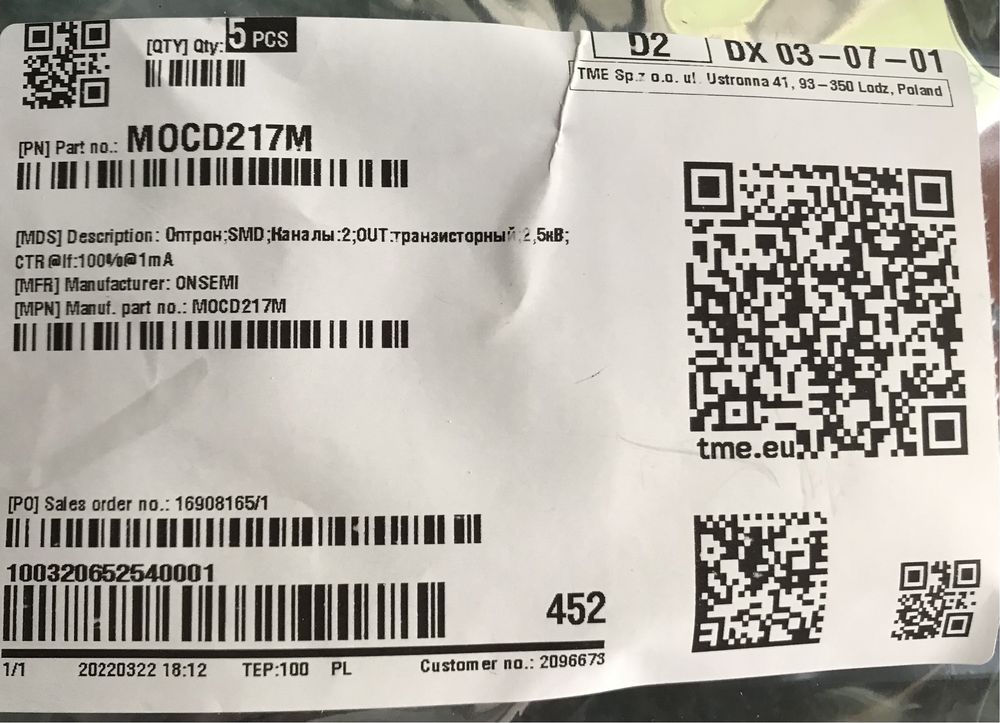 [QTY] Qty: 5 PCS
D2 DX 03-07-01
TME Sp.z o.o. ul. Ustronna 41, 93-350 Lodz, Poland
[PN] Part no.: MOCD217M
[MDS] Description: Оптрон;SMD;Каналы:2;OUT:транзисторный;2,5кВ;
CTR@If:100%@1mA
[MFR] Manufacturer: ONSEMI
[MPN] Manuf. part no.: MOCD217M
tme.eu
[PO] Sales order no.: 16908165/1
100320652540001
452
1/1 20220322 18:12 TEP:100 PL Customer no.: 2096673